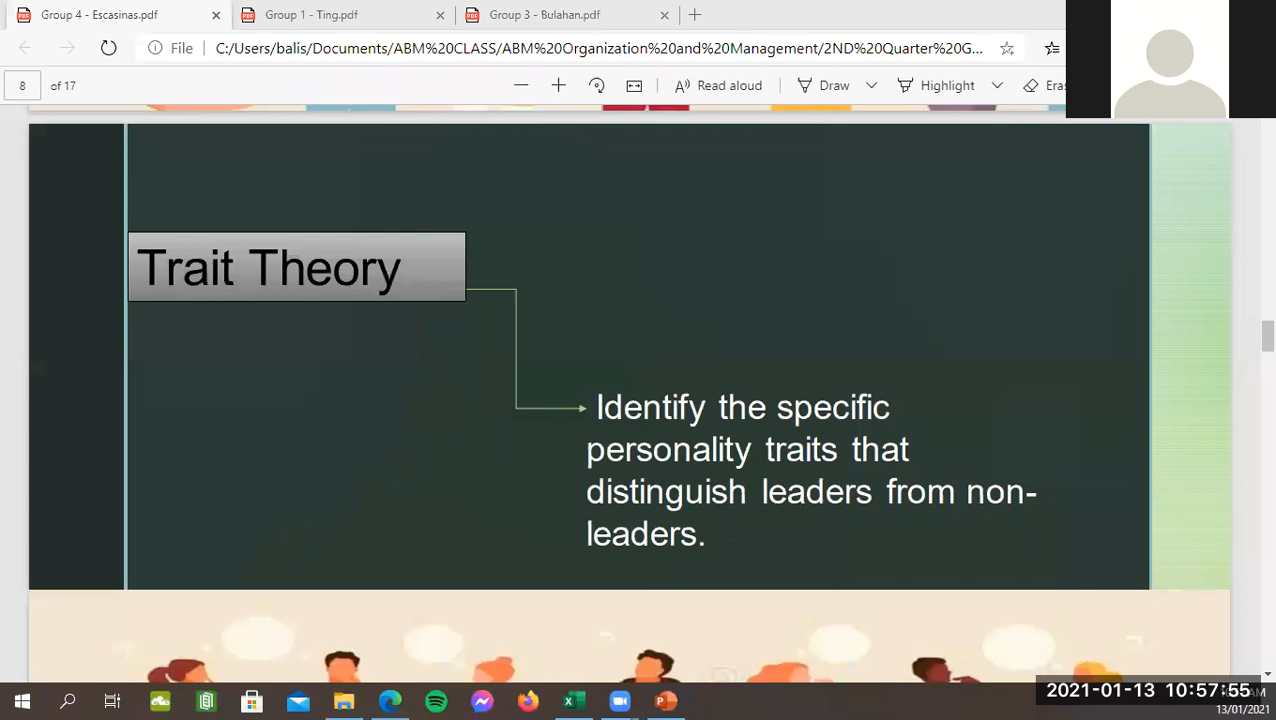 Group 4 - Escasinas.pdf
Group 1 - Ting.pdf
Group 3 - Bulahan.pdf
File
C:/Users/balis/Documents/ABM%20CLASS/ABM%20Organization%20and%20Management/2ND%20Quarter%20G...
8 of 17
Read aloud
Draw
Highlight
Trait Theory
Identify the specific
personality traits that
distinguish leaders from non-
leaders.
2021-01-13 10:57:55
13/01/2021